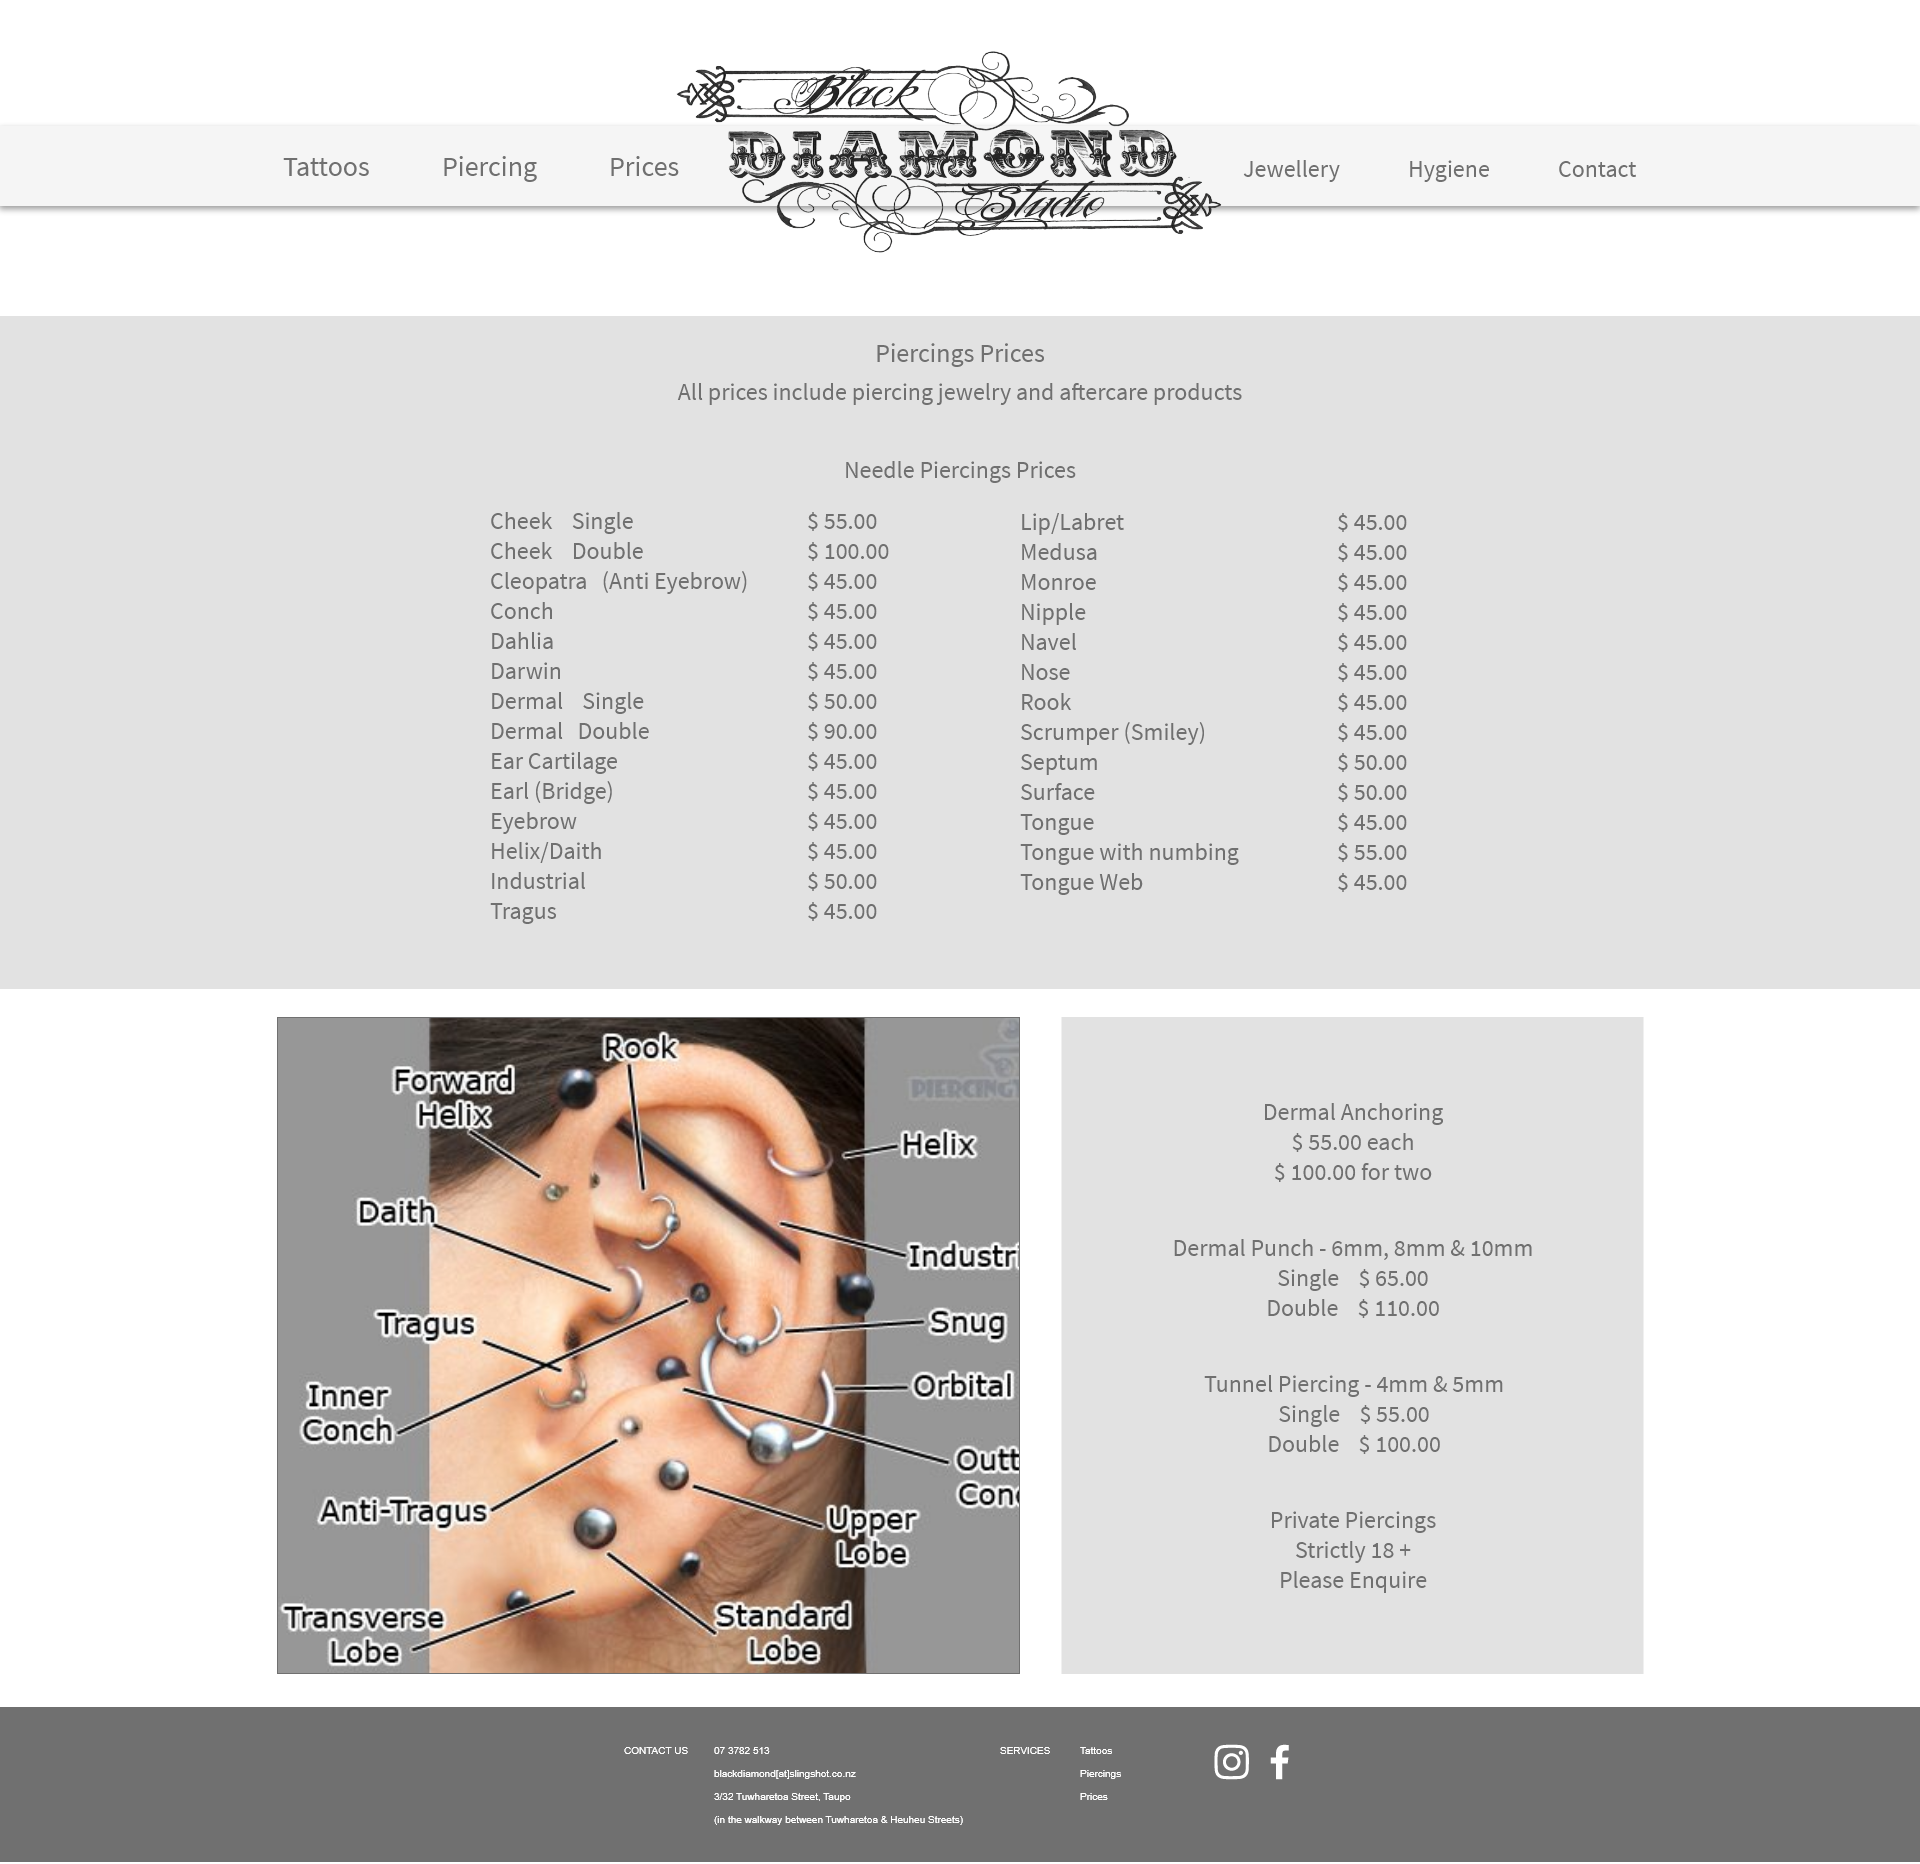 Black
DIAMOND
Studio
Tattoos Piercing Prices Jewellery Hygiene Contact
Piercings Prices
All prices include piercing jewelry and aftercare products
Needle Piercings Prices
Cheek Single $ 55.00
Cheek Double $ 100.00
Cleopatra (Anti Eyebrow) $ 45.00
Conch $ 45.00
Dahlia $ 45.00
Darwin $ 45.00
Dermal Single $ 50.00
Dermal Double $ 90.00
Ear Cartilage $ 45.00
Earl (Bridge) $ 45.00
Eyebrow $ 45.00
Helix/Daith $ 45.00
Industrial $ 50.00
Tragus $ 45.00
Lip/Labret $ 45.00
Medusa $ 45.00
Monroe $ 45.00
Nipple $ 45.00
Navel $ 45.00
Nose $ 45.00
Rook $ 45.00
Scrumper (Smiley) $ 45.00
Septum $ 50.00
Surface $ 50.00
Tongue $ 45.00
Tongue with numbing $ 55.00
Tongue Web $ 45.00
Rook
Forward
Helix
PIERCING
Helix
Daith
Industri
Tragus
Snug
Orbital
Inner
Conch
Outt
Conc
Anti-Tragus
Upper
Lobe
Transverse
Lobe
Standard
Lobe
Dermal Anchoring
$ 55.00 each
$ 100.00 for two
Dermal Punch - 6mm, 8mm & 10mm
Single $ 65.00
Double $ 110.00
Tunnel Piercing - 4mm & 5mm
Single $ 55.00
Double $ 100.00
Private Piercings
Strictly 18 +
Please Enquire
CONTACT US
07 3782 513
blackdiamond[at]slingshot.co.nz
3/32 Tuwharetoa Street, Taupo
(in the walkway between Tuwharetoa & Heuheu Streets)
SERVICES
Tattoos
Piercings
Prices